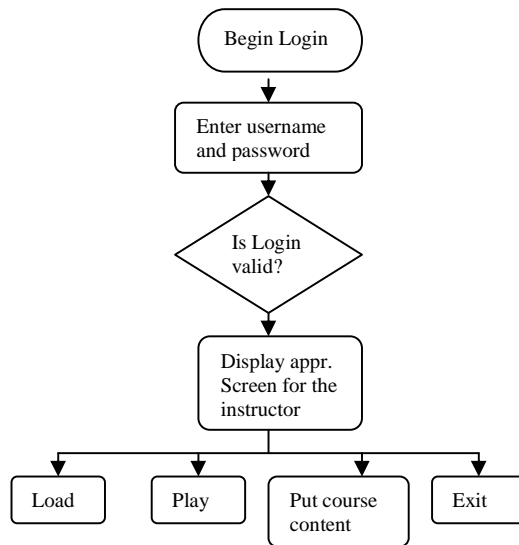 Begin Login
Enter username
and password
Is Login
valid?
Display appr.
Screen for the
instructor
Load
Play
Put course
content
Exit